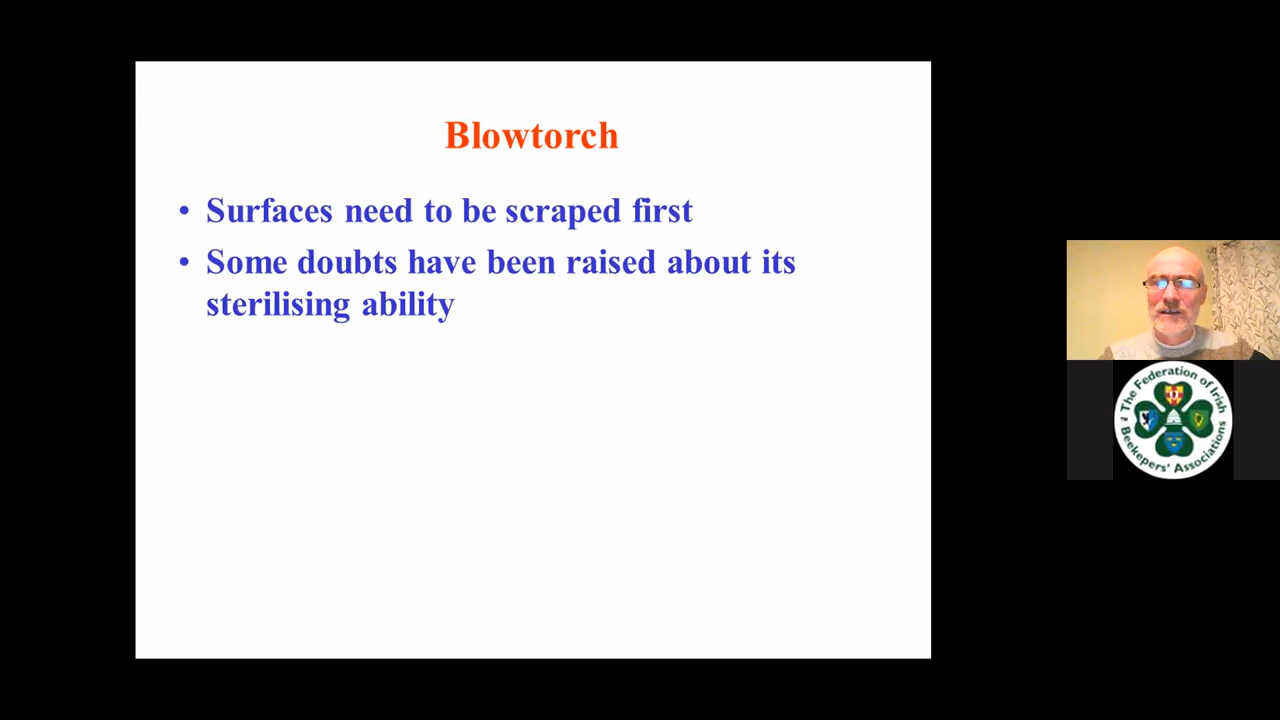 Blowtorch
• Surfaces need to be scraped first
• Some doubts have been raised about its
sterilising ability
The Federation of Irish
Beekepers' Associations